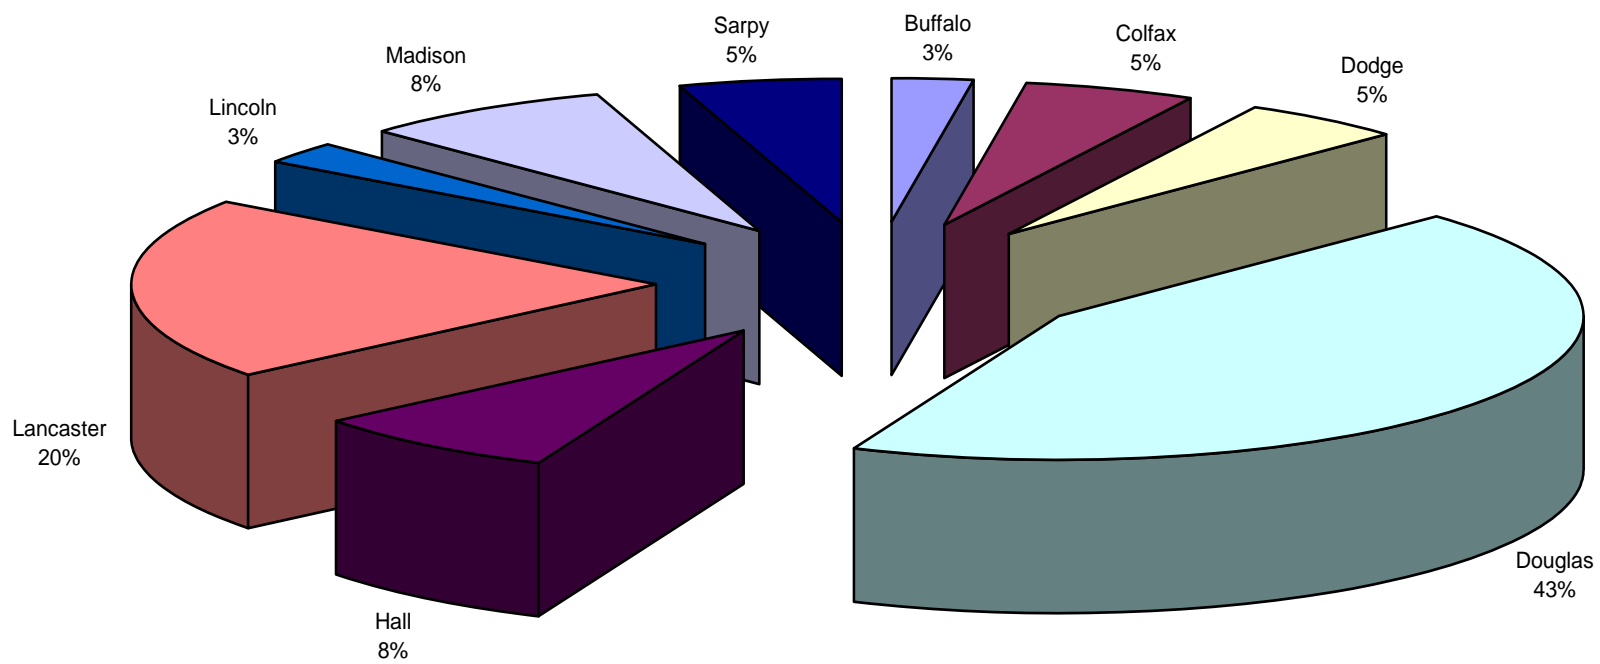 Sarpy
5%
Buffalo
3%
Colfax
5%
Dodge
5%
Madison
8%
Lincoln
3%
Lancaster
20%
Hall
8%
Douglas
43%